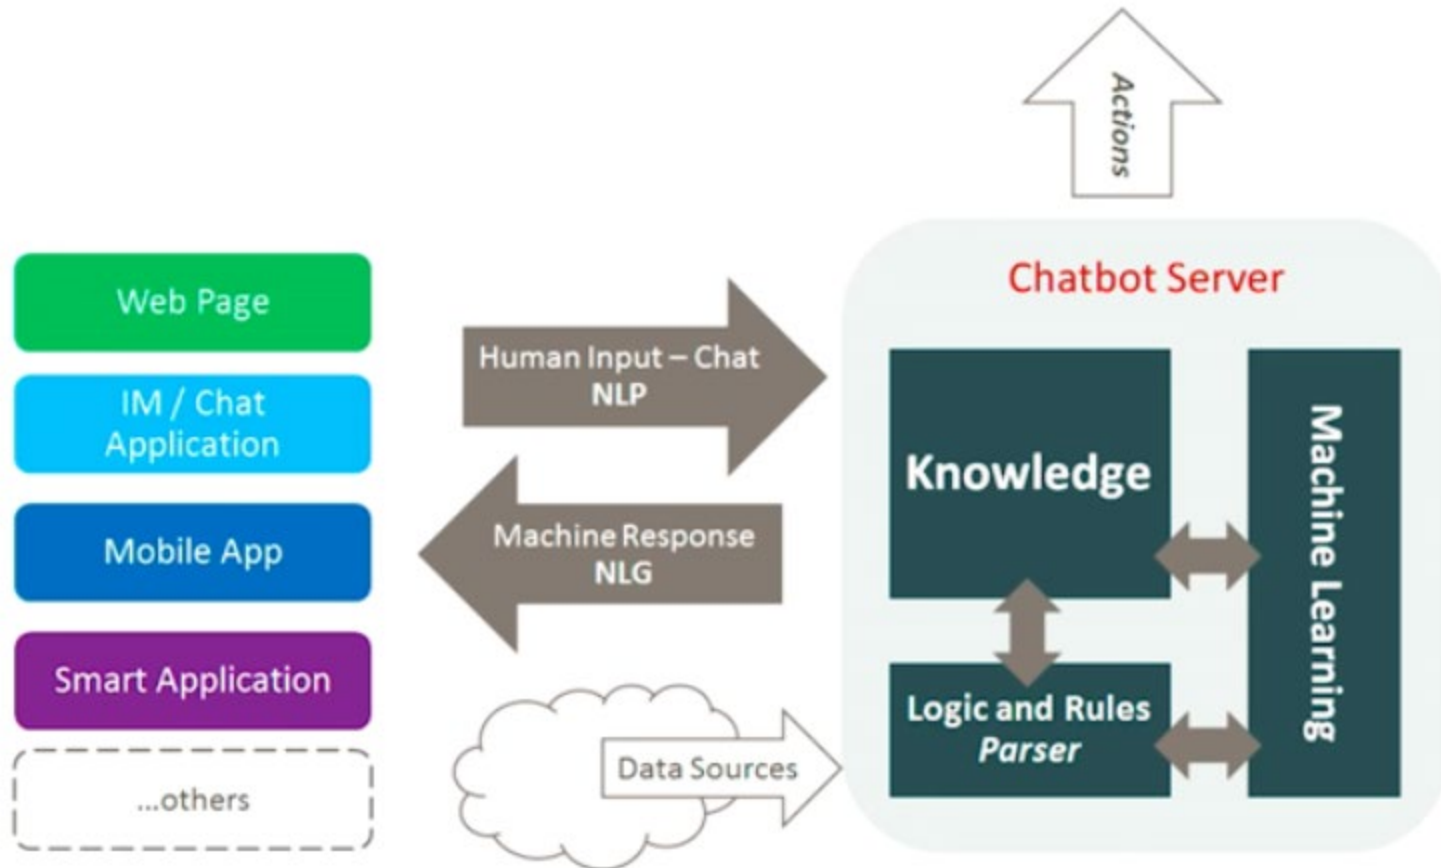 Actions
Web Page
IM / Chat
Application
Mobile App
Smart Application
...others
Human Input – Chat
NLP
Machine Response
NLG
Data Sources
Chatbot Server
Knowledge
Logic and Rules
Parser
Machine Learning